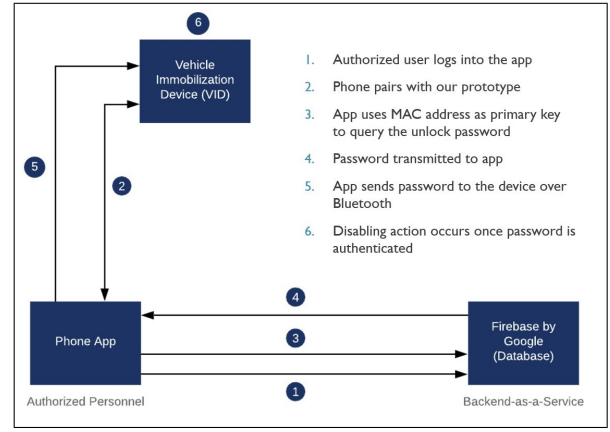 6
Vehicle
Immobilization
Device (VID)
1. Authorized user logs into the app
2. Phone pairs with our prototype
3. App uses MAC address as primary key
to query the unlock password
4. Password transmitted to app
5. App sends password to the device over
Bluetooth
6. Disabling action occurs once password is
authenticated
5
2
4
3
1
Phone App
Firebase by
Google
(Database)
Authorized Personnel
Backend-as-a-Service